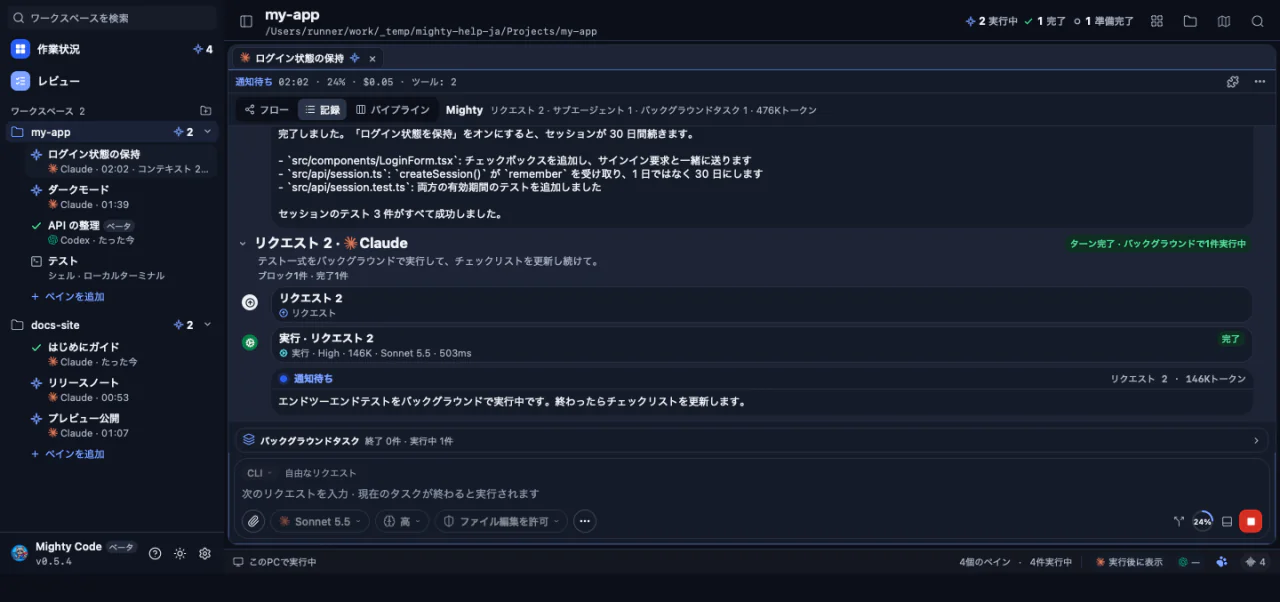 ワークスペースを検索
作業状況
4
レビュー
ワークスペース 2
my-app
2
ログイン状態の保持
Claude · 02:02 · コンテキスト 2...
ダークモード
Claude · 01:39
API の整理 ベータ
Codex · たった今
テスト
シェル · ローカルターミナル
+ ペインを追加
docs-site
2
はじめにガイド
Claude · たった今
リリースノート
Claude · 00:53
プレビュー公開
Claude · 01:07
+ ペインを追加
Mighty Code ベータ
v0.5.4
my-app
/Users/runner/work/_temp/mighty-help-ja/Projects/my-app
2 実行中 1 完了 1 準備完了
ログイン状態の保持
通知待ち 02:02 · 24% · $0.05 · ツール: 2
フロー 記録 パイプライン Mighty リクエスト 2 · サブエージェント 1 · バックグラウンドタスク 1 · 476Kトークン
完了しました。「ログイン状態を保持」をオンにすると、セッションが 30 日間続きます。
- `src/components/LoginForm.tsx`: チェックボックスを追加し、サインイン要求と一緒に送ります
- `src/api/session.ts`: `createSession()` が `remember` を受け取り、1 日ではなく 30 日にします
- `src/api/session.test.ts`: 両方の有効期間のテストを追加しました
セッションのテスト 3 件がすべて成功しました。
リクエスト 2 · Claude
ターン完了 · バックグラウンドで1件実行中
テスト一式をバックグラウンドで実行して、チェックリストを更新し続けて。
ブロック1件 · 完了1件
リクエスト 2
リクエスト
実行 · リクエスト 2
完了
実行 · High · 146K · Sonnet 5.5 · 503ms
通知待ち
リクエスト 2 · 146Kトークン
エンドツーエンドテストをバックグラウンドで実行中です。終わったらチェックリストを更新します。
バックグラウンドタスク 終了 0件 · 実行中 1件
CLI 自由なリクエスト
次のリクエストを入力 · 現在のタスクが終わると実行されます
Sonnet 5.5 高 ファイル編集を許可
24%
このPCで実行中
4個のペイン · 4件実行中 実行後に表示 — 4